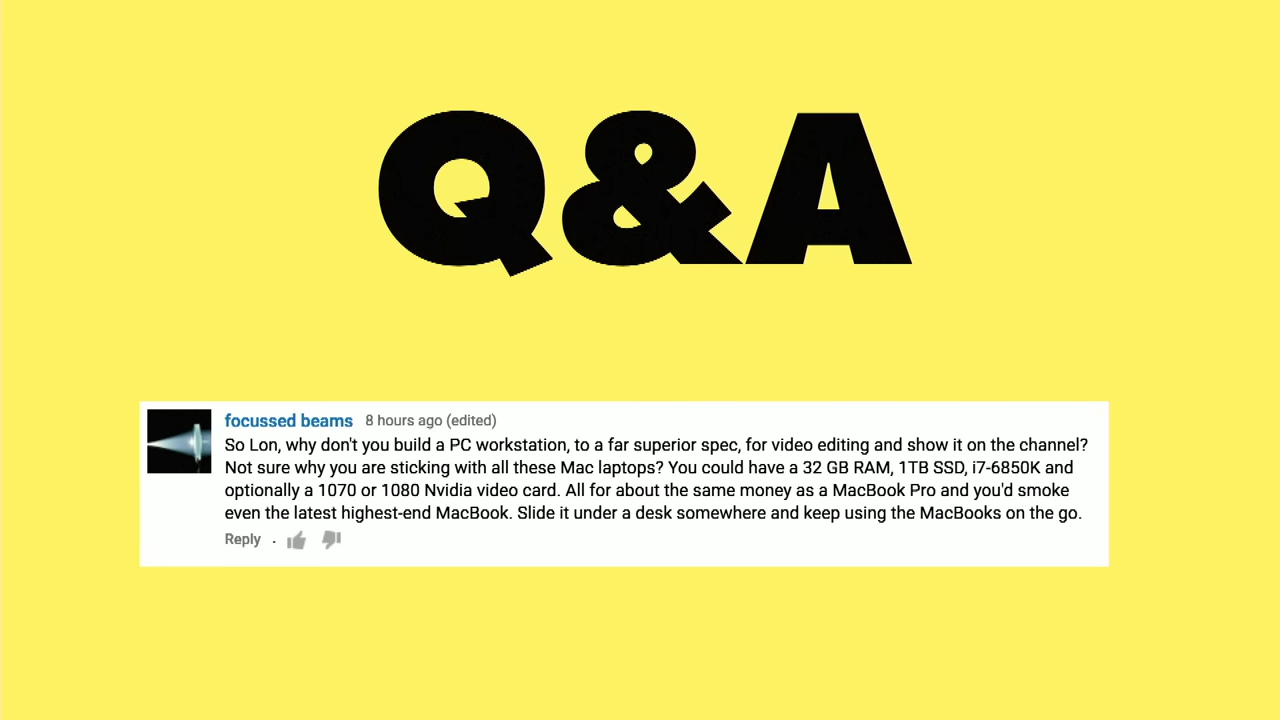 Q&A
focussed beams 8 hours ago (edited)
So Lon, why don't you build a PC workstation, to a far superior spec, for video editing and show it on the channel?
Not sure why you are sticking with all these Mac laptops? You could have a 32 GB RAM, 1TB SSD, i7-6850K and
optionally a 1070 or 1080 Nvidia video card. All for about the same money as a MacBook Pro and you'd smoke
even the latest highest-end MacBook. Slide it under a desk somewhere and keep using the MacBooks on the go.
Reply ·